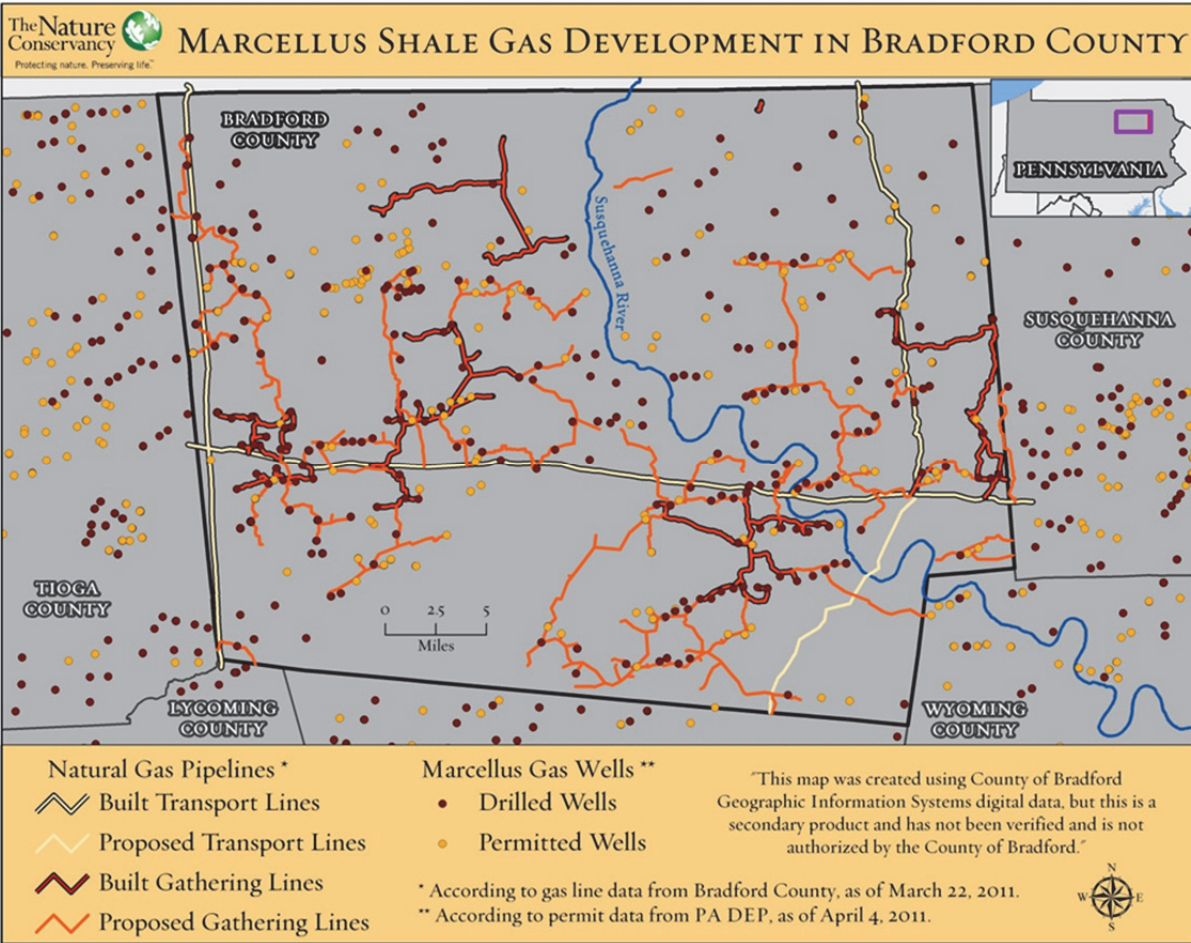 The Nature
Conservancy
Protecting nature. Preserving life.™
MARCELLUS SHALE GAS DEVELOPMENT IN BRADFORD COUNTY
BRADFORD
COUNTY
PENNSYLVANIA
Susquehanna River
SUSQUEHANNA
COUNTY
TIOGA
COUNTY
0 2.5 5
Miles
LYCOMING
COUNTY
WYOMING
COUNTY
Natural Gas Pipelines *
Built Transport Lines
Proposed Transport Lines
Built Gathering Lines
Proposed Gathering Lines
Marcellus Gas Wells **
Drilled Wells
Permitted Wells
"This map was created using County of Bradford
Geographic Information Systems digital data, but this is a
secondary product and has not been verified and is not
authorized by the County of Bradford."
* According to gas line data from Bradford County, as of March 22, 2011.
** According to permit data from PA DEP, as of April 4, 2011.
N
W E
S